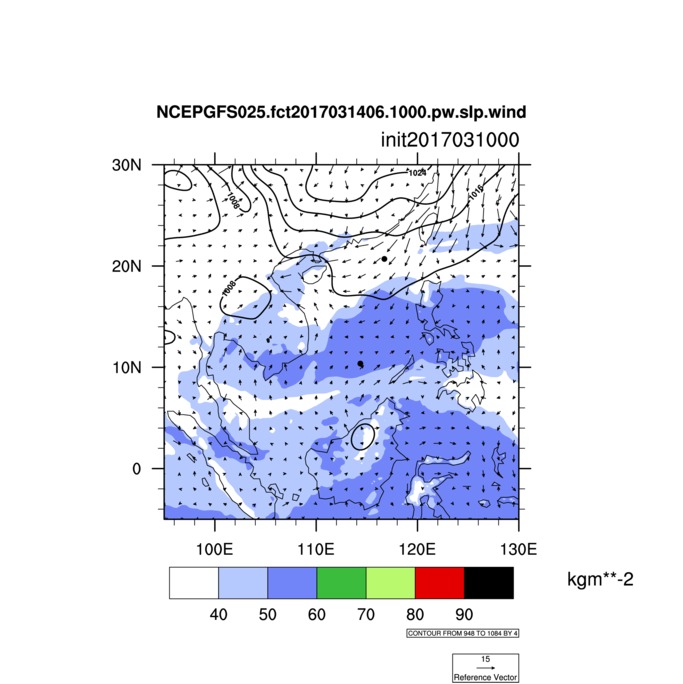 NCEPGFS025.fct2017031406.1000.pw.slp.wind
init2017031000
30N
1024
1008
1016
20N
1008
10N
0
100E 110E 120E 130E
kgm**-2
40 50 60 70 80 90
CONTOUR FROM 948 TO 1084 BY 4
15
Reference Vector